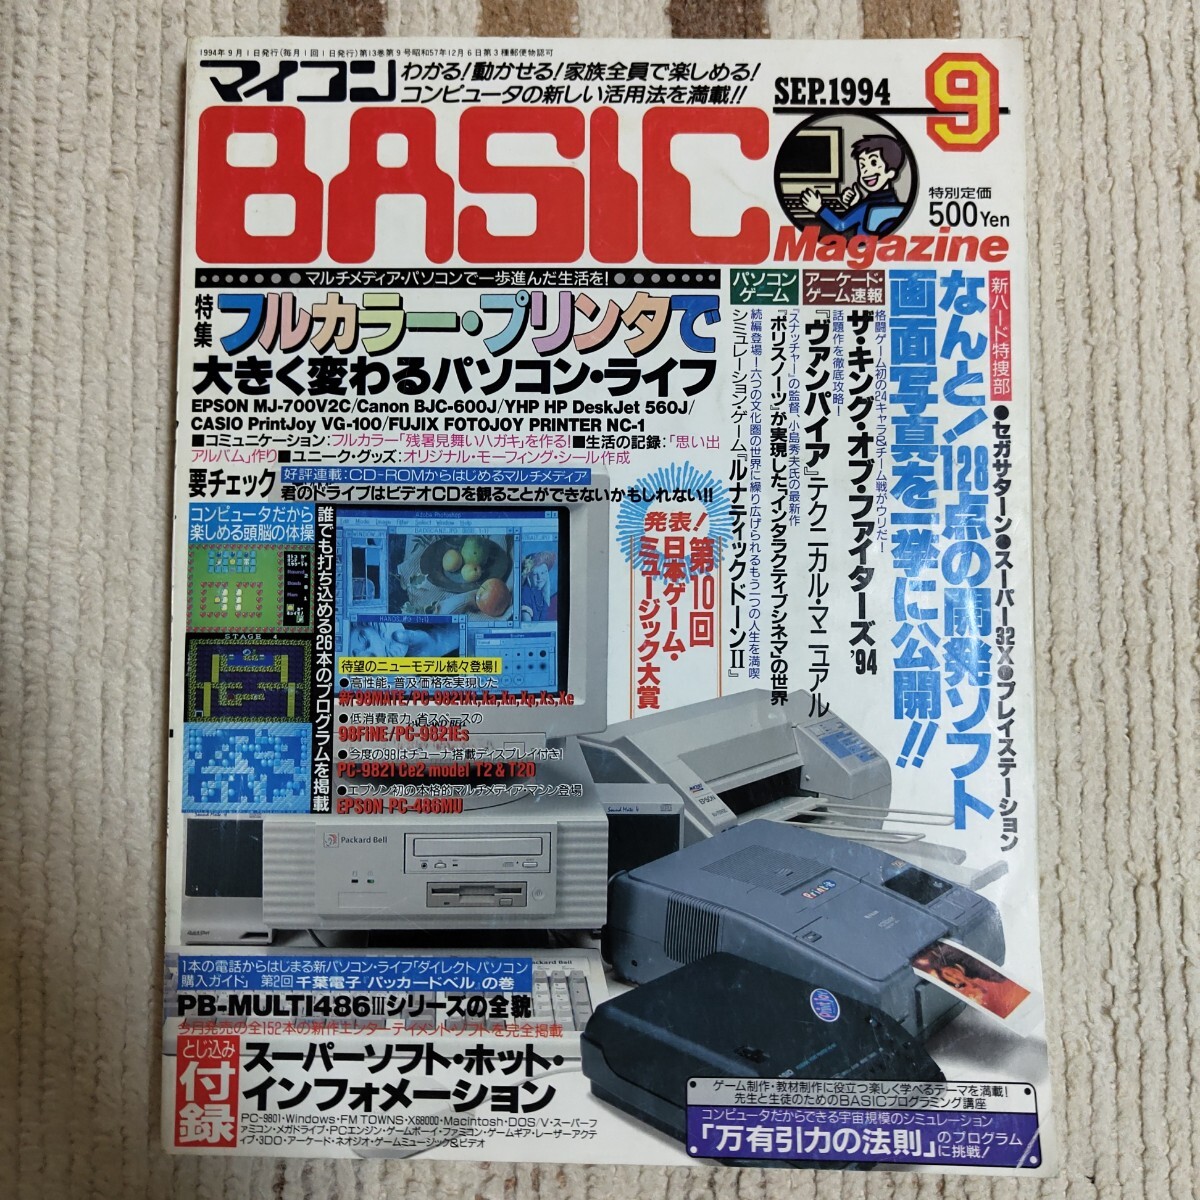 1994年9月1日発行(毎月1回1日発行)第13巻第9号昭和57年12月6日第3種郵便物認可
マイコン
わかる!動かせる!家族全員で楽しめる!
コンピュータの新しい活用法を満載!!
SEP.1994
9
BASIC
Magazine
特別定価
500Yen
マルチメディア・パソコンで一歩進んだ生活を!
特集
フルカラー・プリンタで
大きく変わるパソコン・ライフ
EPSON MJ-700V2C/Canon BJC-600J/YHP HP DeskJet 560J/
CASIO PrintJoy VG-100/FUJIX FOTOJOY PRINTER NC-1
■コミュニケーション:フルカラー「残暑見舞いハガキ」を作る!■生活の記録:「思い出
アルバム」作り■ユニーク・グッズ:オリジナル・モーフィング・シール作成
要チェック
好評連載:CD-ROMからはじめるマルチメディア
君のドライブはビデオCDを観ることができないかもしれない!!
新ハード特捜部
●セガサターン●スーパー32X●プレイステーション
なんと!128点の開発ソフト
画面写真を一挙に公開!!
アーケード・
ゲーム速報
格闘ゲーム初の24キャラ&チーム戦がウリだ!
ザ・キング・オブ・ファイターズ'94
話題作を徹底攻略!
『ヴァンパイア』テクニカル・マニュアル
パソコン
ゲーム
『スナッチャー』の監督、小島秀夫氏の最新作
『ポリスノーツ』が実現した“インタラクティブシネマ”の世界
続編登場!六つの文化圏の世界に繰り広げられるもう一つの人生を満喫
シミュレーション・ゲーム『ルナティックドーンII』
発表!
第10回
日本ゲーム・
ミュージック大賞
コンピュータだから
楽しめる頭脳の体操
誰でも打ち込める26本のプログラムを掲載
STAGE 4
待望のニューモデル続々登場!
●高性能、普及価格を実現した
新98MATE/PC-9821Xt,Xa,Xn,Xp,Xs,Xe
●低消費電力、省スペースの
98FINE/PC-9821Es
●今度の98はチューナ搭載ディスプレイ付き!
PC-9821 Ce2 model T2 & T2D
●エプソン初の本格的マルチメディア・マシン登場
EPSON PC-486MU
Packard Bell
EPSON
Print
Packard Bell
1本の電話からはじまる新パソコン・ライフ「ダイレクトパソコン
購入ガイド」 第2回 千葉電子「パッカードベル」の巻
PB-MULTI486IIIシリーズの全貌
今月発売の全152本の新作エンターテイメント・ソフトを完全掲載
とじ込み
付録
スーパーソフト・ホット・
インフォメーション
PC-9801・Windows・FM TOWNS・X68000・Macintosh・DOS/V・スーパーフ
ァミコン・メガドライブ・PCエンジン・ゲームボーイ・ファミコン・ゲームギア・レーザーアクテ
ィブ・3DO・アーケード・ネオジオ・ゲームミュージック&ビデオ
ゲーム制作・教材制作に役立つ楽しく学べるテーマを満載!
先生と生徒のためのBASICプログラミング講座
コンピュータだからできる宇宙規模のシミュレーション
「万有引力の法則」のプログラム
に挑戦!